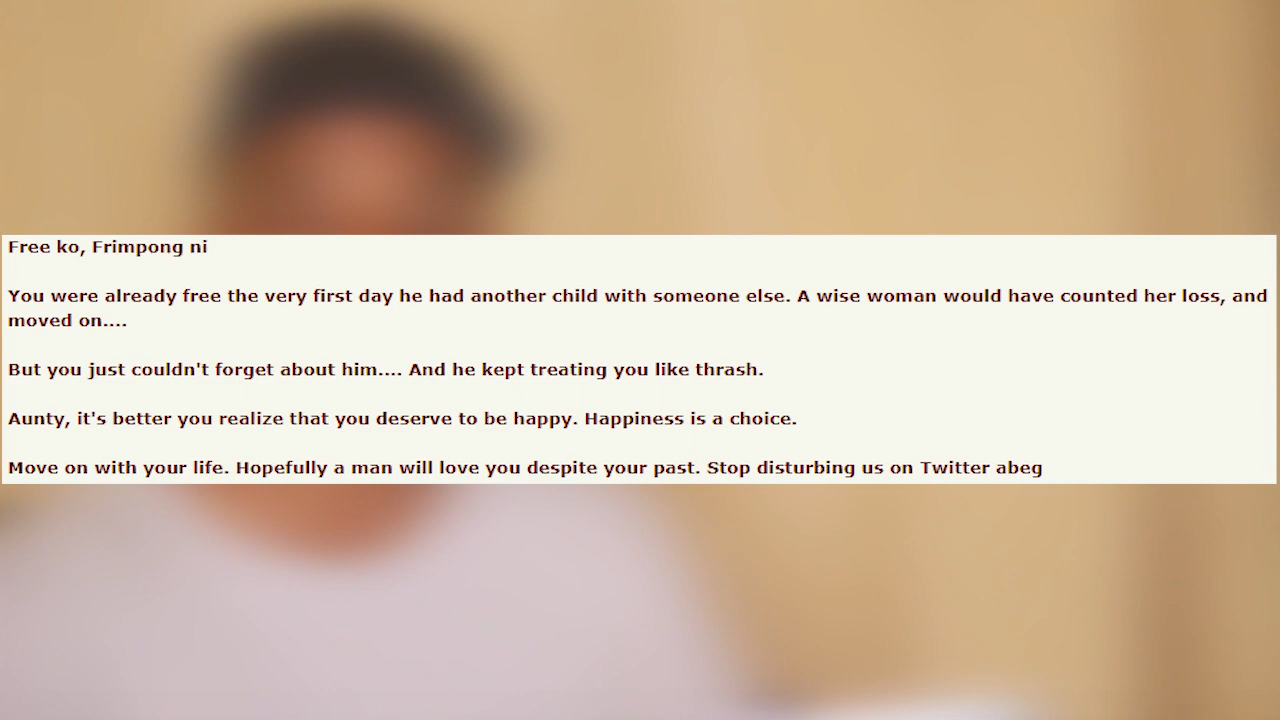 Free ko, Frimpong ni
You were already free the very first day he had another child with someone else. A wise woman would have counted her loss, and
moved on....
But you just couldn't forget about him.... And he kept treating you like thrash.
Aunty, it's better you realize that you deserve to be happy. Happiness is a choice.
Move on with your life. Hopefully a man will love you despite your past. Stop disturbing us on Twitter abeg